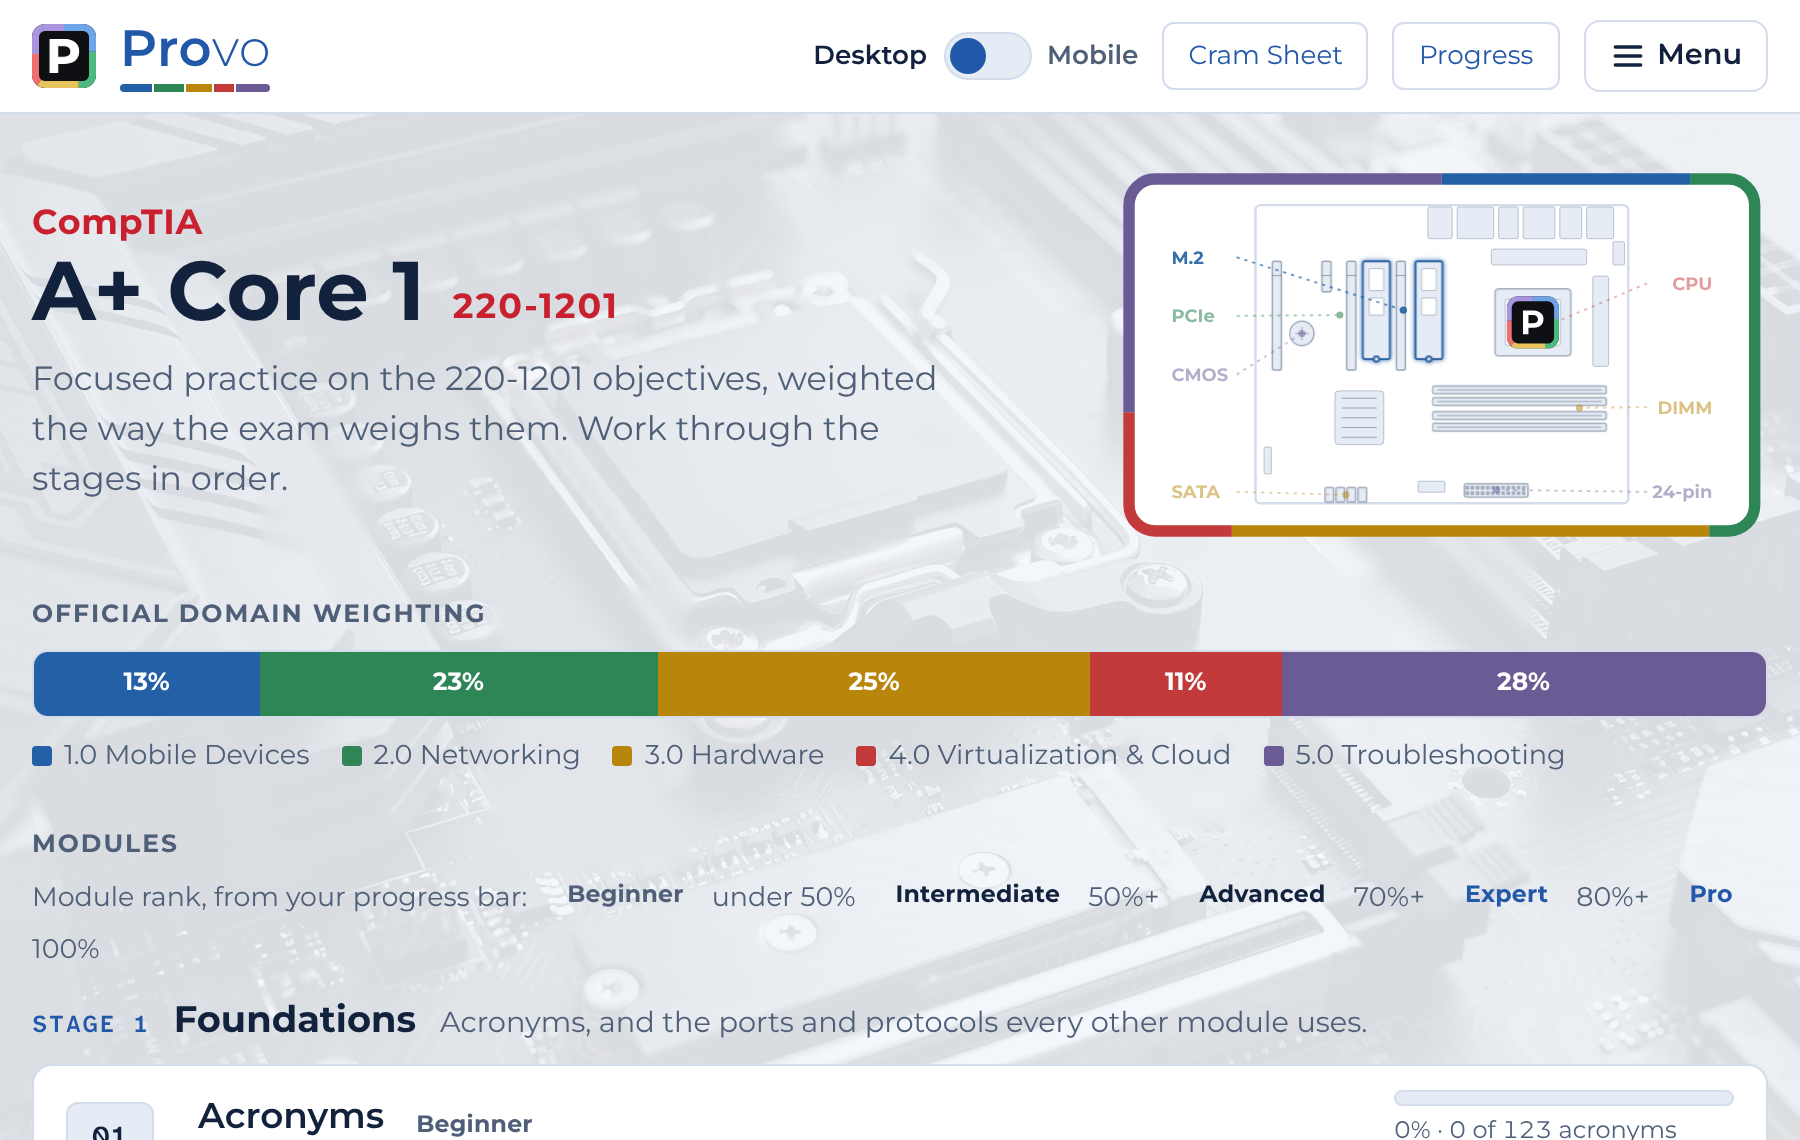 P Provo
Desktop Mobile Cram Sheet Progress Menu
CompTIA
A+ Core 1 220-1201
Focused practice on the 220-1201 objectives, weighted
the way the exam weighs them. Work through the
stages in order.
M.2
CPU
PCIe
P
CMOS
DIMM
SATA
24-pin
OFFICIAL DOMAIN WEIGHTING
13% 23% 25% 11% 28%
1.0 Mobile Devices 2.0 Networking 3.0 Hardware 4.0 Virtualization & Cloud 5.0 Troubleshooting
MODULES
Module rank, from your progress bar: Beginner under 50% Intermediate 50%+ Advanced 70%+ Expert 80%+ Pro
100%
STAGE 1 Foundations Acronyms, and the ports and protocols every other module uses.
01 Acronyms Beginner
0% · 0 of 123 acronyms